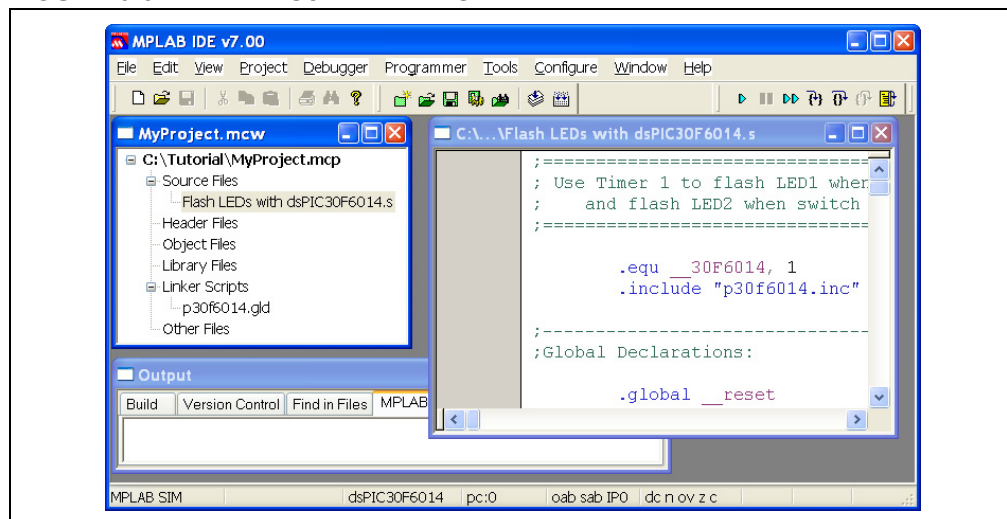 MPLAB IDE v7.00
File Edit View Project Debugger Programmer Tools Configure Window Help
MyProject.mcw
C:\Tutorial\MyProject.mcp
Source Files
Flash LEDs with dsPIC30F6014.s
Header Files
Object Files
Library Files
Linker Scripts
p30f6014.gld
Other Files
C:\...\Flash LEDs with dsPIC30F6014.s
;================================
; Use Timer 1 to flash LED1 when
; and flash LED2 when switch
;================================
.equ __30F6014, 1
.include "p30f6014.inc"
;--------------------------------
;Global Declarations:
.global __reset
Output
Build Version Control Find in Files MPLAB
MPLAB SIM dsPIC30F6014 pc:0 oab sab IP0 dc n ov z c